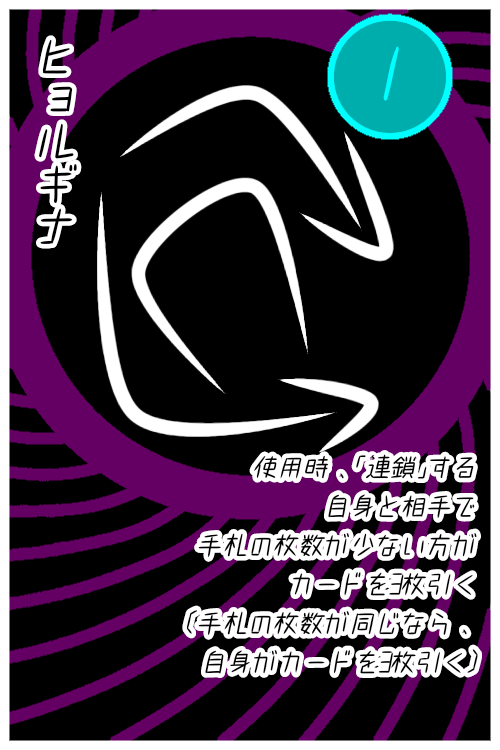 ヒョルギナ
1
使用時、「連鎖」する
自身と相手で
手札の枚数が少ない方が
カードを3枚引く
(手札の枚数が同じなら、
自身がカードを3枚引く)